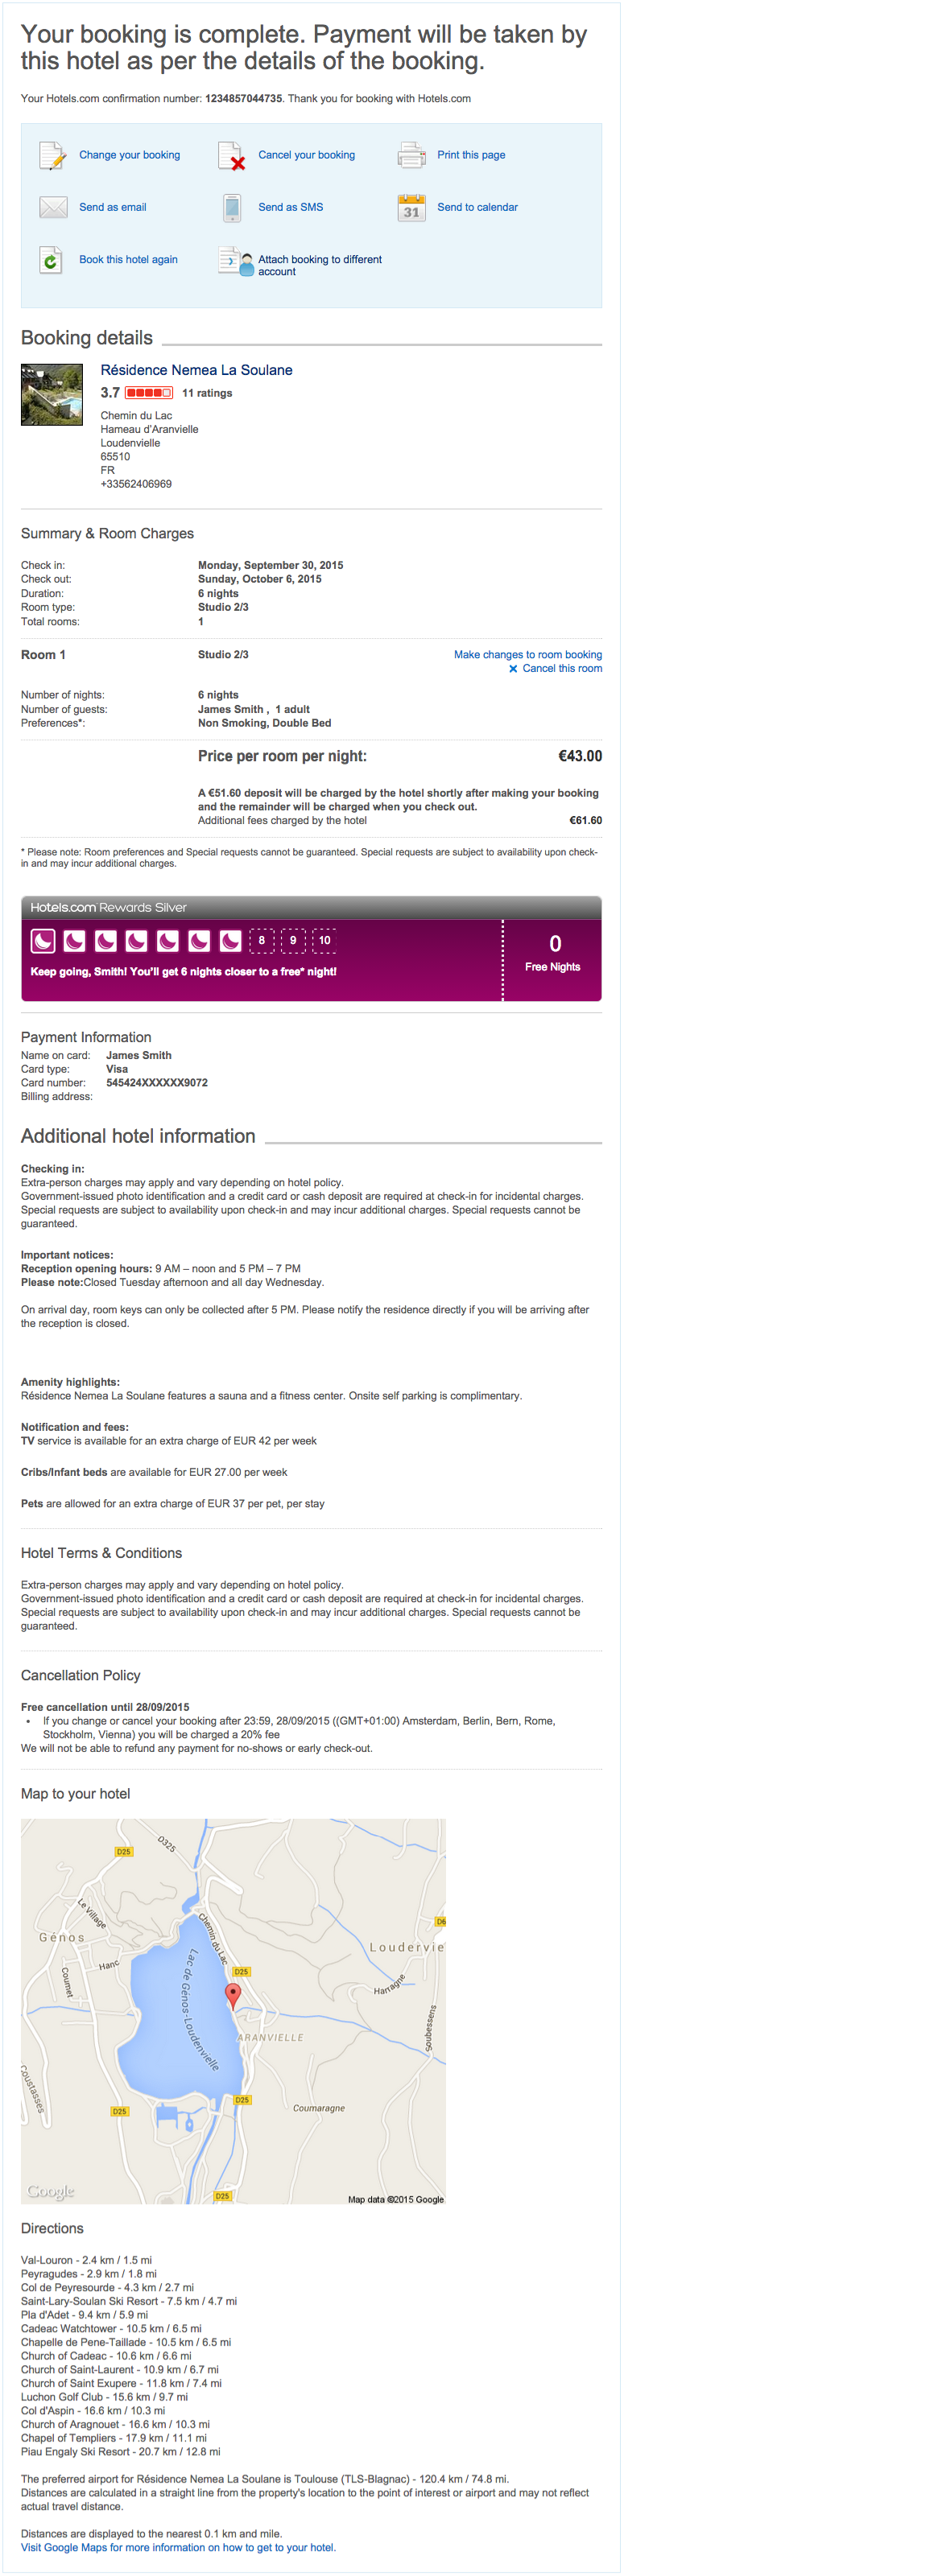 Your booking is complete. Payment will be taken by
this hotel as per the details of the booking.
Your Hotels.com confirmation number: 1234857044735. Thank you for booking with Hotels.com
Change your booking
Cancel your booking
Print this page
Send as email
Send as SMS
31
Send to calendar
Book this hotel again
Attach booking to different
account
Booking details
Résidence Nemea La Soulane
3.7 11 ratings
Chemin du Lac
Hameau d'Aranvielle
Loudenvielle
65510
FR
+33562406969
Summary & Room Charges
Check in: Monday, September 30, 2015
Check out: Sunday, October 6, 2015
Duration: 6 nights
Room type: Studio 2/3
Total rooms: 1
Room 1 Studio 2/3 Make changes to room booking
Cancel this room
Number of nights: 6 nights
Number of guests: James Smith , 1 adult
Preferences*: Non Smoking, Double Bed
Price per room per night: €43.00
A €51.60 deposit will be charged by the hotel shortly after making your booking
and the remainder will be charged when you check out.
Additional fees charged by the hotel €61.60
* Please note: Room preferences and Special requests cannot be guaranteed. Special requests are subject to availability upon check-
in and may incur additional charges.
Hotels.com Rewards Silver
8 9 10
0
Free Nights
Keep going, Smith! You'll get 6 nights closer to a free* night!
Payment Information
Name on card: James Smith
Card type: Visa
Card number: 545424XXXXXX9072
Billing address:
Additional hotel information
Checking in:
Extra-person charges may apply and vary depending on hotel policy.
Government-issued photo identification and a credit card or cash deposit are required at check-in for incidental charges.
Special requests are subject to availability upon check-in and may incur additional charges. Special requests cannot be
guaranteed.
Important notices:
Reception opening hours: 9 AM – noon and 5 PM – 7 PM
Please note:Closed Tuesday afternoon and all day Wednesday.
On arrival day, room keys can only be collected after 5 PM. Please notify the residence directly if you will be arriving after
the reception is closed.
Amenity highlights:
Résidence Nemea La Soulane features a sauna and a fitness center. Onsite self parking is complimentary.
Notification and fees:
TV service is available for an extra charge of EUR 42 per week
Cribs/Infant beds are available for EUR 27.00 per week
Pets are allowed for an extra charge of EUR 37 per pet, per stay
Hotel Terms & Conditions
Extra-person charges may apply and vary depending on hotel policy.
Government-issued photo identification and a credit card or cash deposit are required at check-in for incidental charges.
Special requests are subject to availability upon check-in and may incur additional charges. Special requests cannot be
guaranteed.
Cancellation Policy
Free cancellation until 28/09/2015
• If you change or cancel your booking after 23:59, 28/09/2015 ((GMT+01:00) Amsterdam, Berlin, Bern, Rome,
Stockholm, Vienna) you will be charged a 20% fee
We will not be able to refund any payment for no-shows or early check-out.
Map to your hotel
D325
D25
Le Village
Chemin du Lac
D6
Génos
Loudervie
Hanc
Lac de Génos-Loudenvielle
D25
Cournet
Harragne
ARANVIELLE
Soubessens
Coustasses
D25
D25
Coumaragne
Google
D25
Map data ©2015 Google
Directions
Val-Louron - 2.4 km / 1.5 mi
Peyragudes - 2.9 km / 1.8 mi
Col de Peyresourde - 4.3 km / 2.7 mi
Saint-Lary-Soulan Ski Resort - 7.5 km / 4.7 mi
Pla d'Adet - 9.4 km / 5.9 mi
Cadeac Watchtower - 10.5 km / 6.5 mi
Chapelle de Pene-Taillade - 10.5 km / 6.5 mi
Church of Cadeac - 10.6 km / 6.6 mi
Church of Saint-Laurent - 10.9 km / 6.7 mi
Church of Saint Exupere - 11.8 km / 7.4 mi
Luchon Golf Club - 15.6 km / 9.7 mi
Col d'Aspin - 16.6 km / 10.3 mi
Church of Aragnouet - 16.6 km / 10.3 mi
Chapel of Templiers - 17.9 km / 11.1 mi
Piau Engaly Ski Resort - 20.7 km / 12.8 mi
The preferred airport for Résidence Nemea La Soulane is Toulouse (TLS-Blagnac) - 120.4 km / 74.8 mi.
Distances are calculated in a straight line from the property's location to the point of interest or airport and may not reflect
actual travel distance.
Distances are displayed to the nearest 0.1 km and mile.
Visit Google Maps for more information on how to get to your hotel.